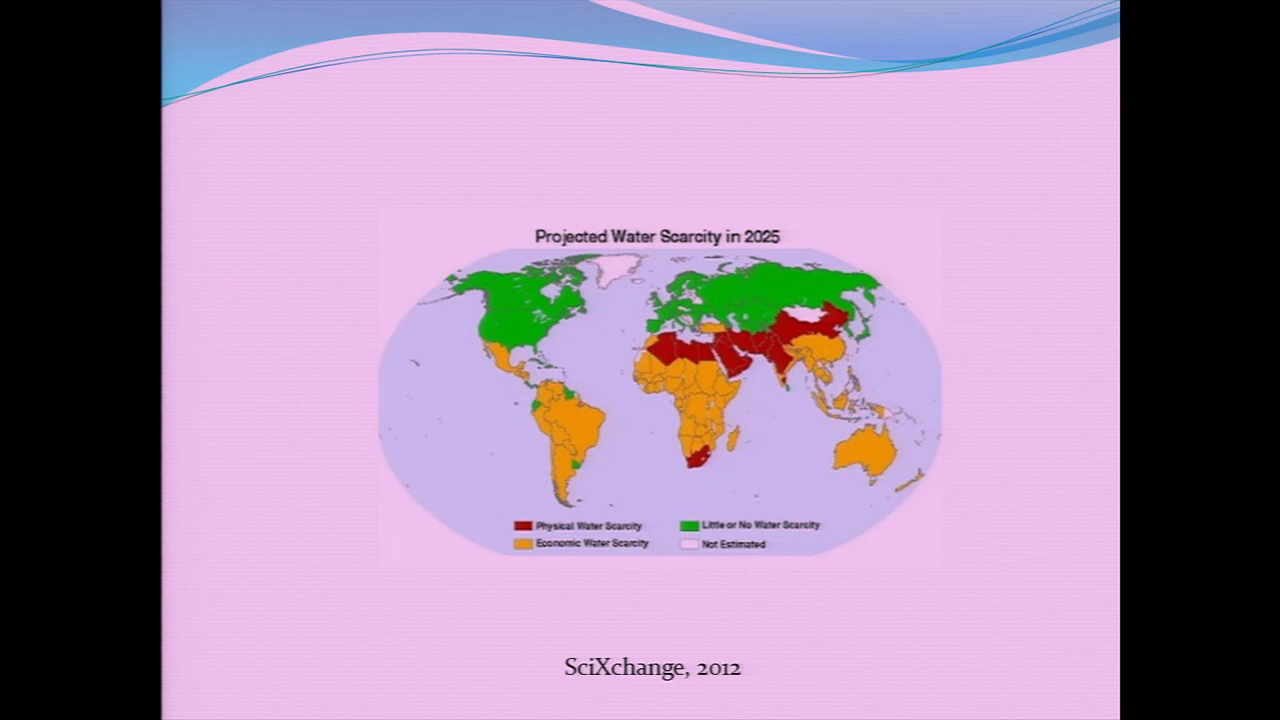 Projected Water Scarcity in 2025
Physical Water Scarcity
Little or No Water Scarcity
Economic Water Scarcity
Not Estimated
SciXchange, 2012